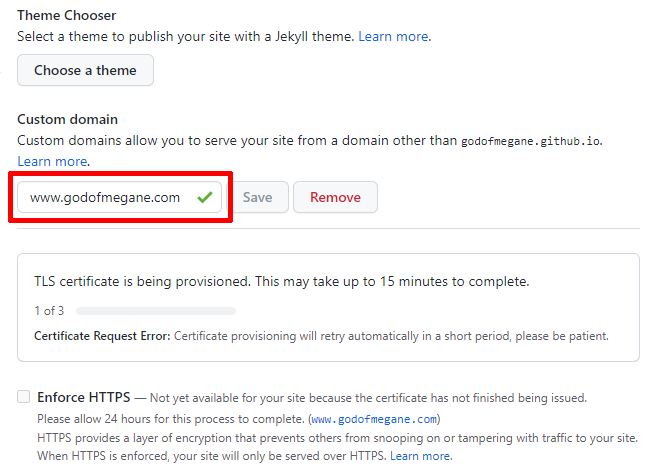 Theme Chooser
Select a theme to publish your site with a Jekyll theme. Learn more.
Choose a theme
Custom domain
Custom domains allow you to serve your site from a domain other than godofmegane.github.io.
Learn more.
www.godofmegane.com Save Remove
TLS certificate is being provisioned. This may take up to 15 minutes to complete.
1 of 3
Certificate Request Error: Certificate provisioning will retry automatically in a short period, please be patient.
Enforce HTTPS — Not yet available for your site because the certificate has not finished being issued.
Please allow 24 hours for this process to complete. (www.godofmegane.com)
HTTPS provides a layer of encryption that prevents others from snooping on or tampering with traffic to your site.
When HTTPS is enforced, your site will only be served over HTTPS. Learn more.